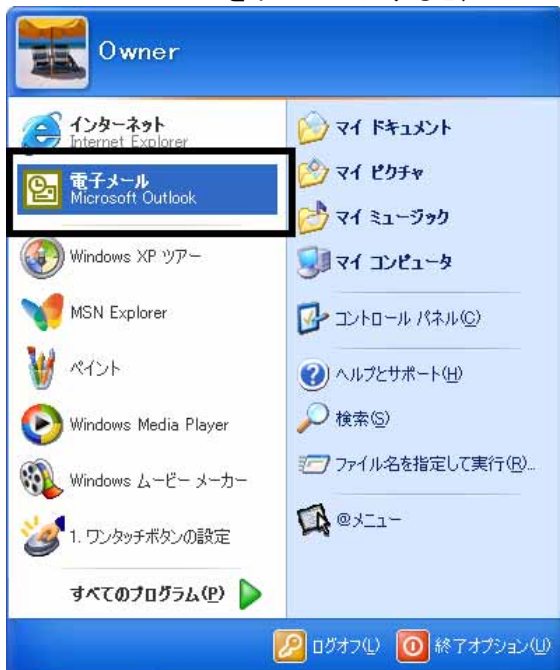 Owner
インターネット
Internet Explorer
電子メール
Microsoft Outlook
Windows XP ツアー
MSN Explorer
ペイント
Windows Media Player
Windows ムービー メーカー
1. ワンタッチボタンの設定
すべてのプログラム(P)
マイ ドキュメント
マイ ピクチャ
マイ ミュージック
マイ コンピュータ
コントロール パネル(C)
ヘルプとサポート(H)
検索(S)
ファイル名を指定して実行(R)...
@メニュー
ログオフ(L)
終了オプション(U)